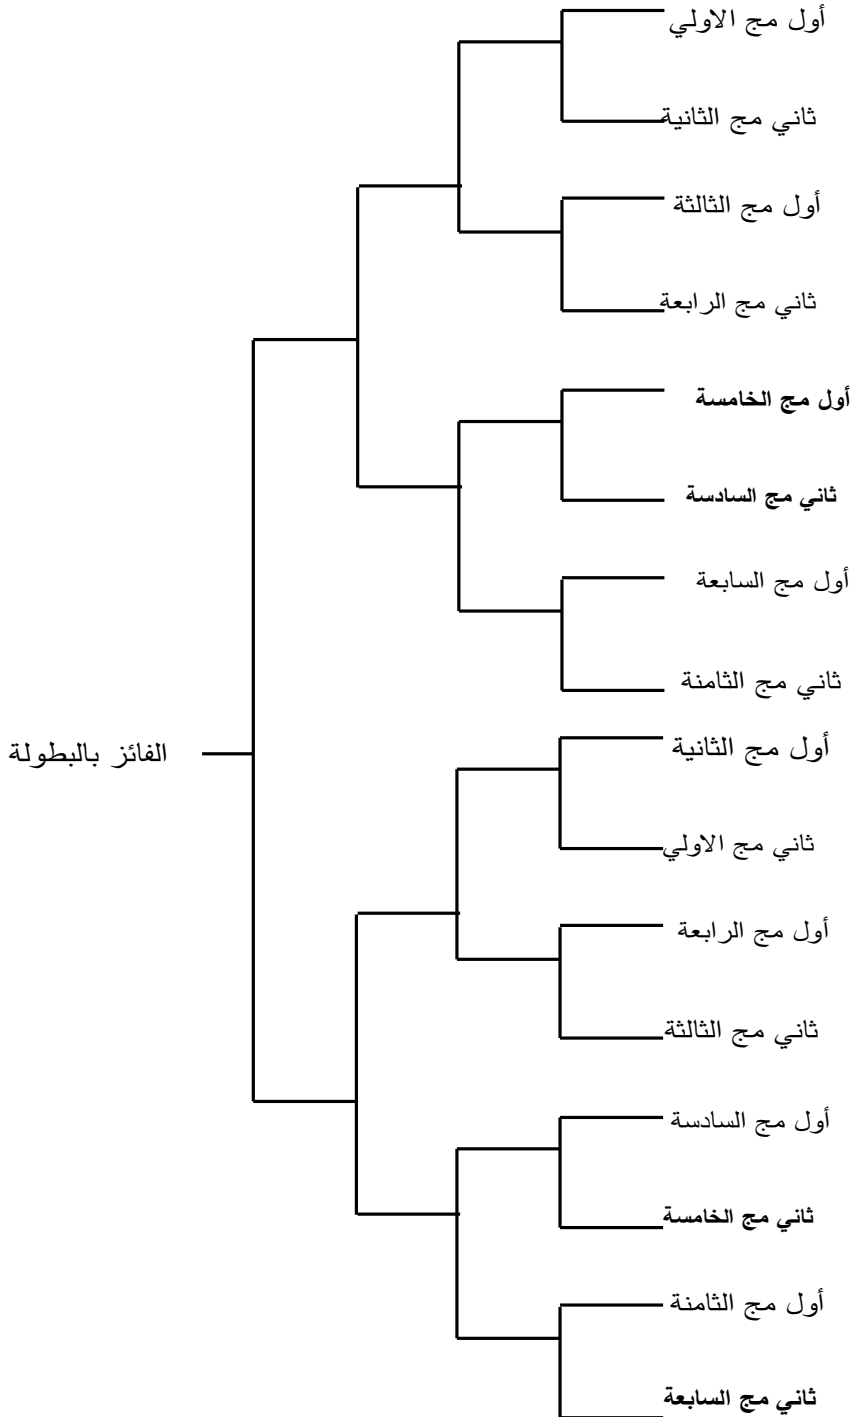 أول مج الاولي
ثاني مج الثانية
أول مج الثالثة
ثاني مج الرابعة
أول مج الخامسة
ثاني مج السادسة
أول مج السابعة
ثاني مج الثامنة
الفائز بالبطولة
أول مج الثانية
ثاني مج الاولي
أول مج الرابعة
ثاني مج الثالثة
أول مج السادسة
ثاني مج الخامسة
أول مج الثامنة
ثاني مج السابعة